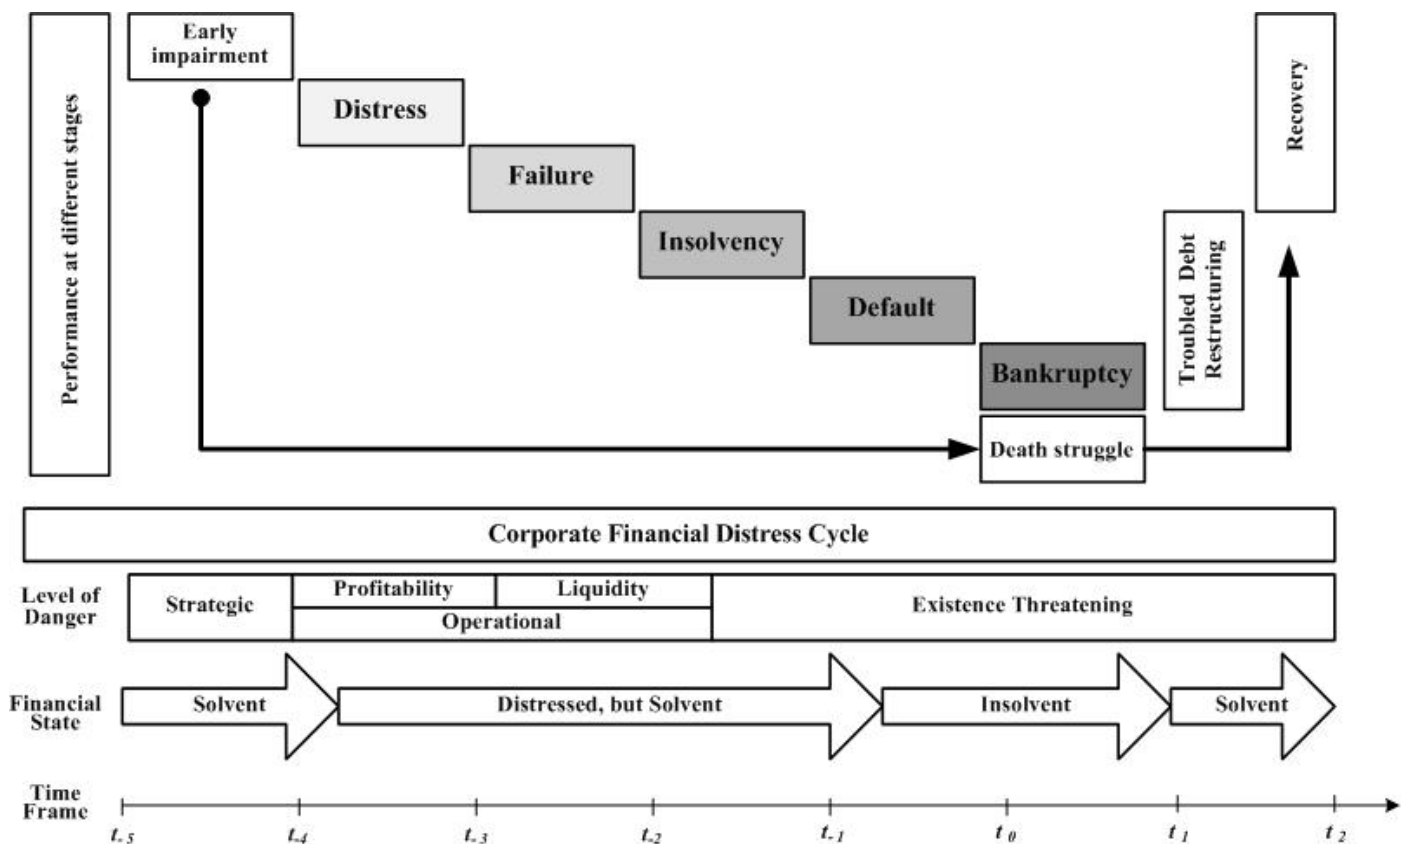 Performance at different stages
Early
impairment
Distress
Failure
Insolvency
Default
Bankruptcy
Death struggle
Troubled Debt
Restructuring
Recovery
Corporate Financial Distress Cycle
Level of
Danger
Strategic
Profitability
Liquidity
Operational
Existence Threatening
Financial
State
Solvent
Distressed, but Solvent
Insolvent
Solvent
Time
Frame
t-5
t-4
t-3
t-2
t-1
t0
t1
t2